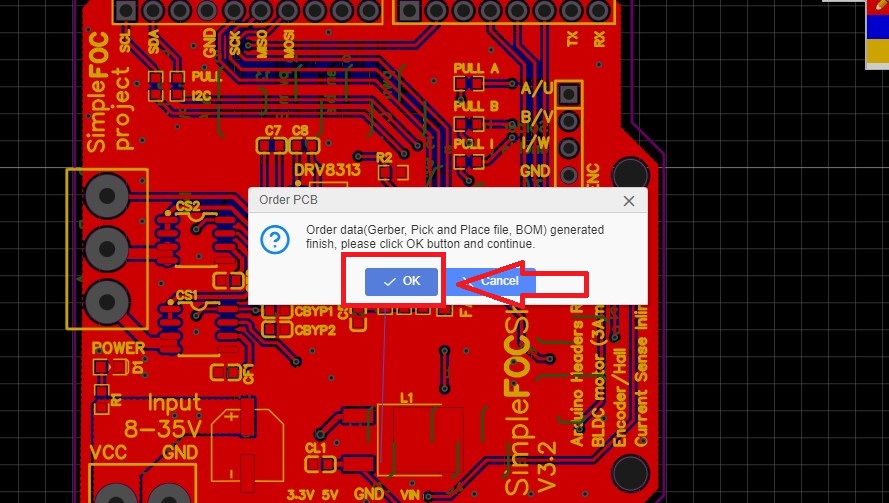 SCL
SDA
GND
SCK
MISO
MOSI
TX
RX
SimpleFOC
project
PULL
I2C
PULL A
A/U
PULL B
B/V
PULL I
I/W
GND
ENC
C7 C8
R2
DRV8313
CS2
Order PCB
Order data(Gerber, Pick and Place file, BOM) generated
finish, please click OK button and continue.
OK
Cancel
CS1
CBYP1
CBYP2
POWER
D1
R1
Input
8-35V
VCC GND
+
-
L1
CL1
3.3V 5V GND VIN
V3.2
Arduino Headers
BLDC motor (3Am
Encoder/Hall
Current Sense Inli